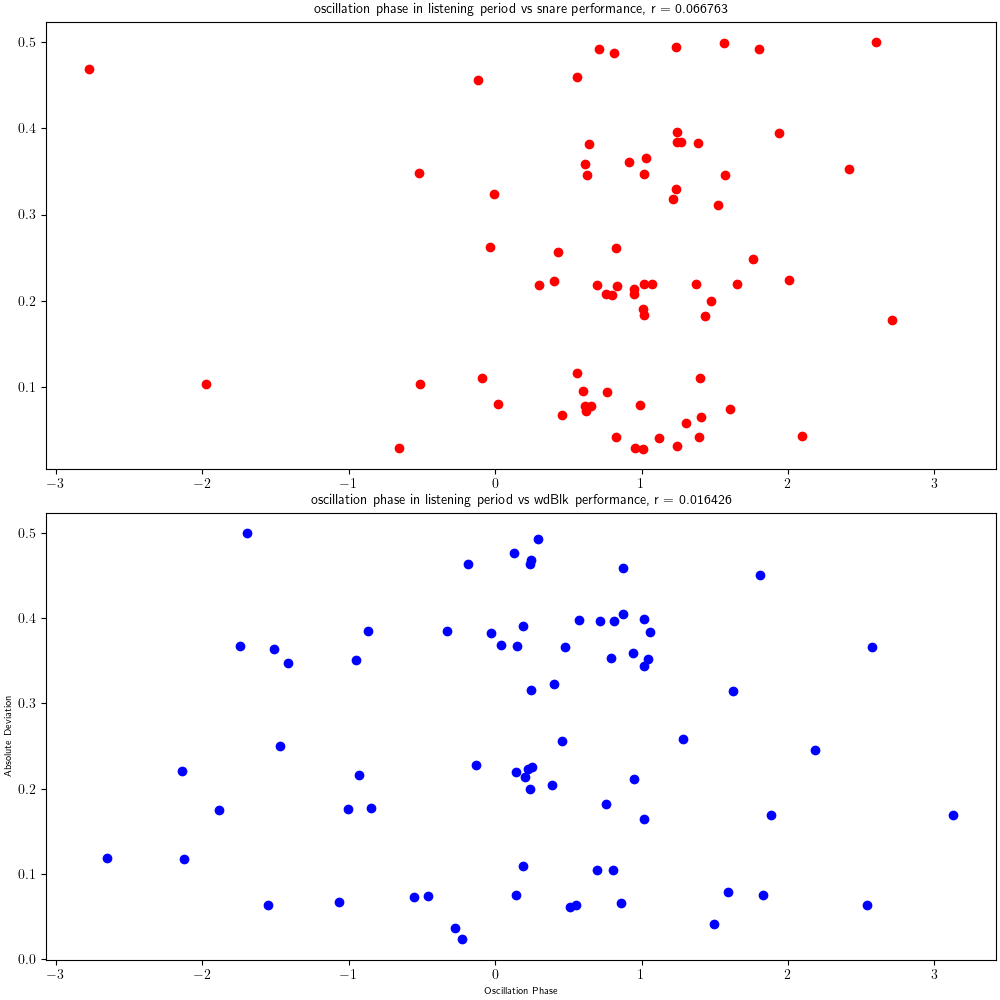 oscillation phase in listening period vs snare performance, r = 0.066763
0.5
0.4
0.3
0.2
0.1
−3 −2 −1 0 1 2 3
oscillation phase in listening period vs wdBlk performance, r = 0.016426
0.5
0.4
0.3
0.2
0.1
0.0
Absolute Deviation
−3 −2 −1 0 1 2 3
Oscillation Phase